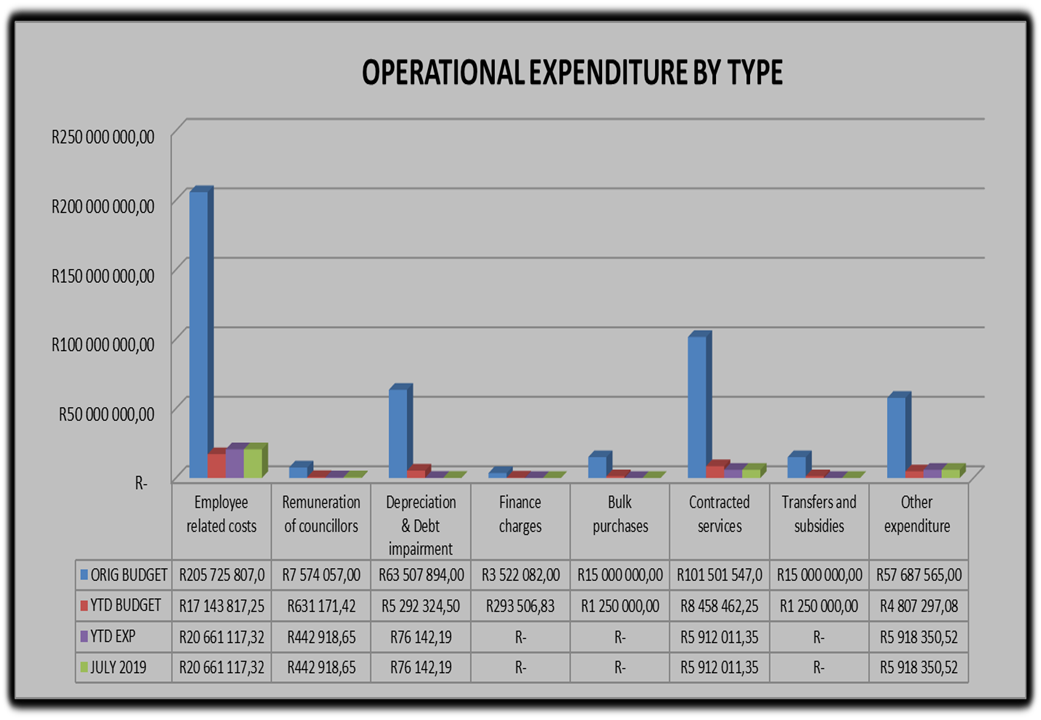 OPERATIONAL EXPENDITURE BY TYPE
R250 000 000,00
R200 000 000,00
R150 000 000,00
R100 000 000,00
R50 000 000,00
R-
Employee related costs
Remuneration of councillors
Depreciation & Debt impairment
Finance charges
Bulk purchases
Contracted services
Transfers and subsidies
Other expenditure
ORIG BUDGET R205 725 807,0 R7 574 057,00 R63 507 894,00 R3 522 082,00 R15 000 000,00 R101 501 547,0 R15 000 000,00 R57 687 565,00
YTD BUDGET R17 143 817,25 R631 171,42 R5 292 324,50 R293 506,83 R1 250 000,00 R8 458 462,25 R1 250 000,00 R4 807 297,08
YTD EXP R20 661 117,32 R442 918,65 R76 142,19 R- R- R5 912 011,35 R- R5 918 350,52
JULY 2019 R20 661 117,32 R442 918,65 R76 142,19 R- R- R5 912 011,35 R- R5 918 350,52